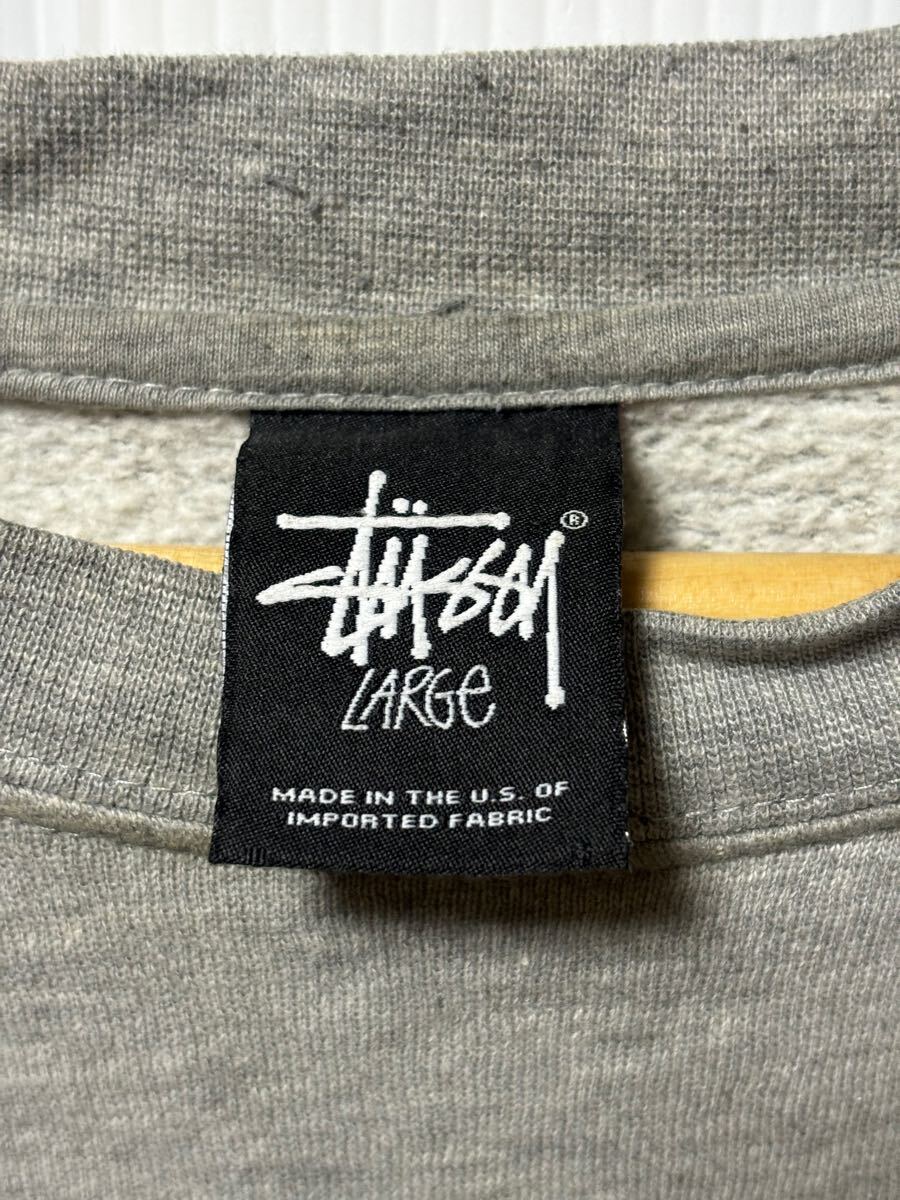 Stüssy ®
LARGe
MADE IN THE U.S. OF
IMPORTED FABRIC